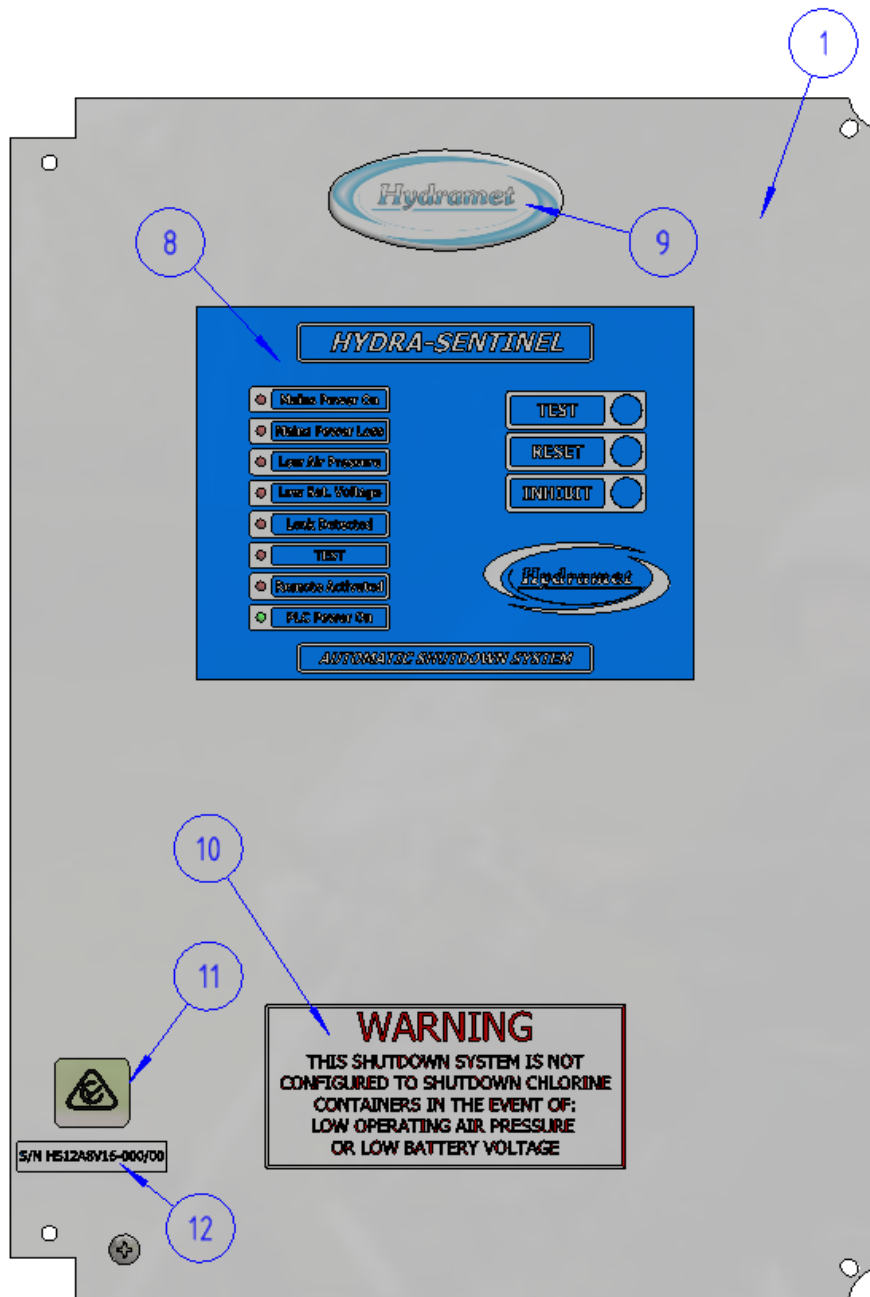 1
Hydramet
8
9
HYDRA-SENTINEL
Mains Power On
Mains Power Loss
Low Air Pressure
Low Bat. Voltage
Leak Detected
TEST
Remote Activated
PLC Power On
TEST
RESET
INHIBIT
Hydramet
AUTOMATIC SHUTDOWN SYSTEM
10
11
WARNING
THIS SHUTDOWN SYSTEM IS NOT
CONFIGURED TO SHUTDOWN CHLORINE
CONTAINERS IN THE EVENT OF:
LOW OPERATING AIR PRESSURE
OR LOW BATTERY VOLTAGE
S/N HS12A8V16-000/00
12